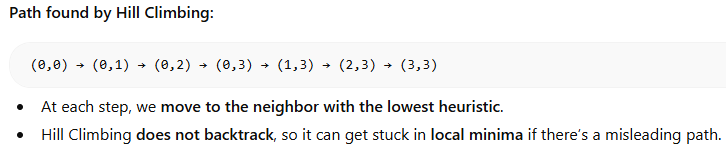 Path found by Hill Climbing:
(0,0) → (0,1) → (0,2) → (0,3) → (1,3) → (2,3) → (3,3)
• At each step, we move to the neighbor with the lowest heuristic.
• Hill Climbing does not backtrack, so it can get stuck in local minima if there's a misleading path.